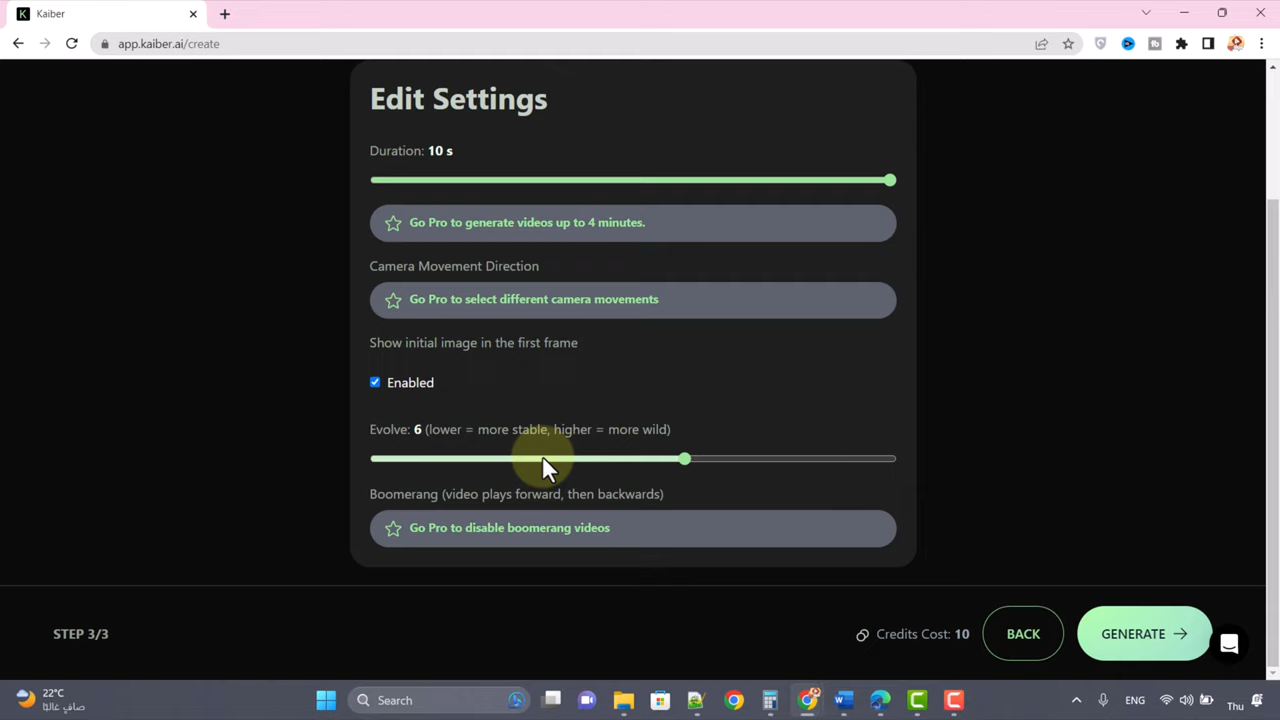 Kaiber
app.kaiber.ai/create
Edit Settings
Duration: 10 s
Go Pro to generate videos up to 4 minutes.
Camera Movement Direction
Go Pro to select different camera movements
Show initial image in the first frame
Enabled
Evolve: 6 (lower = more stable, higher = more wild)
Boomerang (video plays forward, then backwards)
Go Pro to disable boomerang videos
STEP 3/3
Credits Cost: 10
BACK
GENERATE
22°C
صافٍ غالبًا
Search
ENG
Thu